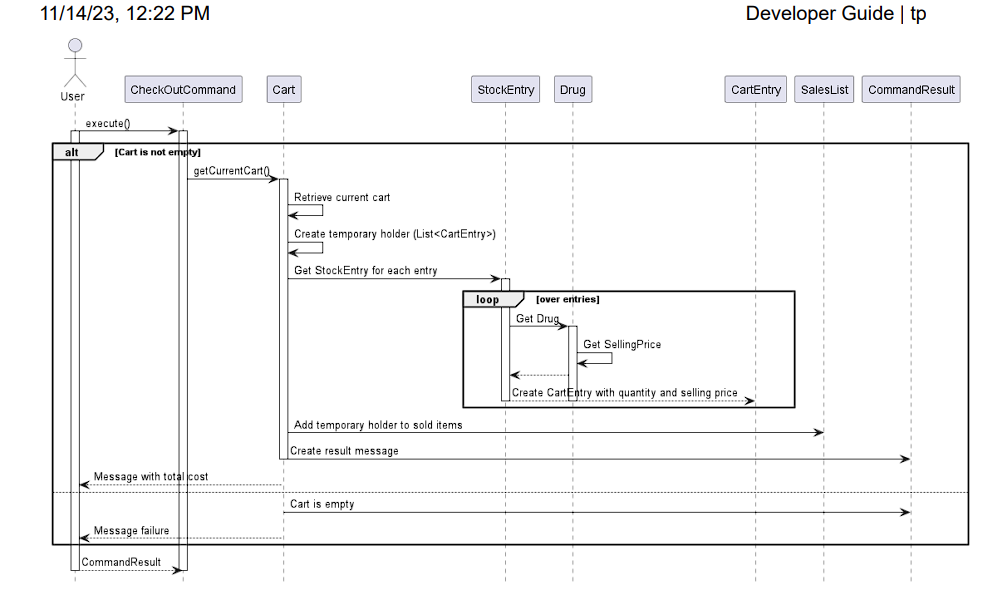 11/14/23, 12:22 PM
Developer Guide | tp
User
CheckOutCommand
Cart
StockEntry
Drug
CartEntry
SalesList
CommandResult
execute()
alt
[Cart is not empty]
getCurrentCart()
Retrieve current cart
Create temporary holder (List<CartEntry>)
Get StockEntry for each entry
loop
[over entries]
Get Drug
Get SellingPrice
Create CartEntry with quantity and selling price
Add temporary holder to sold items
Create result message
Message with total cost
Cart is empty
Message failure
CommandResult